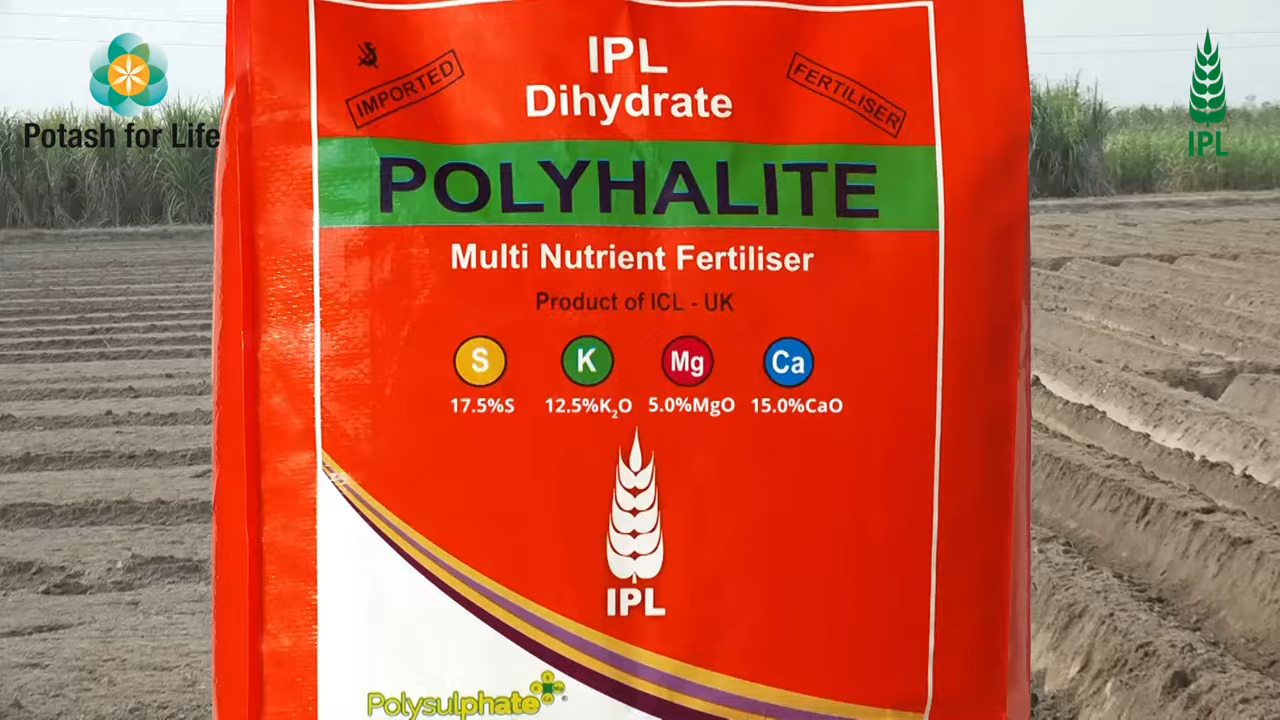 Potash for Life
IPL
IMPORTED
FERTILISER
IPL
Dihydrate
POLYHALITE
Multi Nutrient Fertiliser
Product of ICL - UK
S K Mg Ca
17.5%S 12.5%K₂O 5.0%MgO 15.0%CaO
IPL
Polysulphate